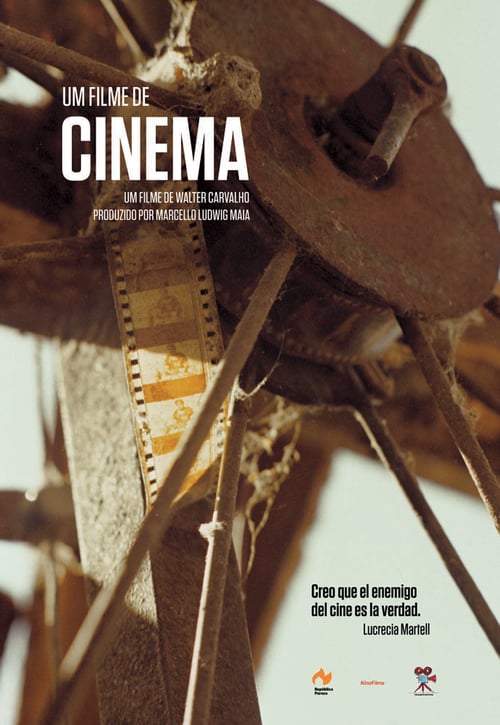 UM FILME DE
CINEMA
UM FILME DE WALTER CARVALHO
PRODUZIDO POR MARCELLO LUDWIG MAIA
Creo que el enemigo
del cine es la verdad.
Lucrecia Martell
República
Pureza
KinoFilme